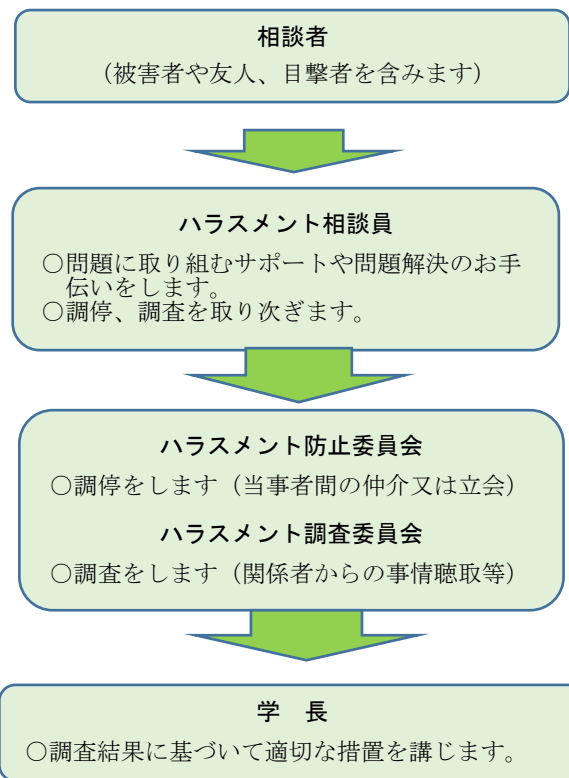 相談者
（被害者や友人、目撃者を含みます）
ハラスメント相談員
○問題に取り組むサポートや問題解決のお手
伝いをします。
○調停、調査を取り次ぎます。
ハラスメント防止委員会
○調停をします（当事者間の仲介又は立会）
ハラスメント調査委員会
○調査をします（関係者からの事情聴取等）
学　長
○調査結果に基づいて適切な措置を講じます。